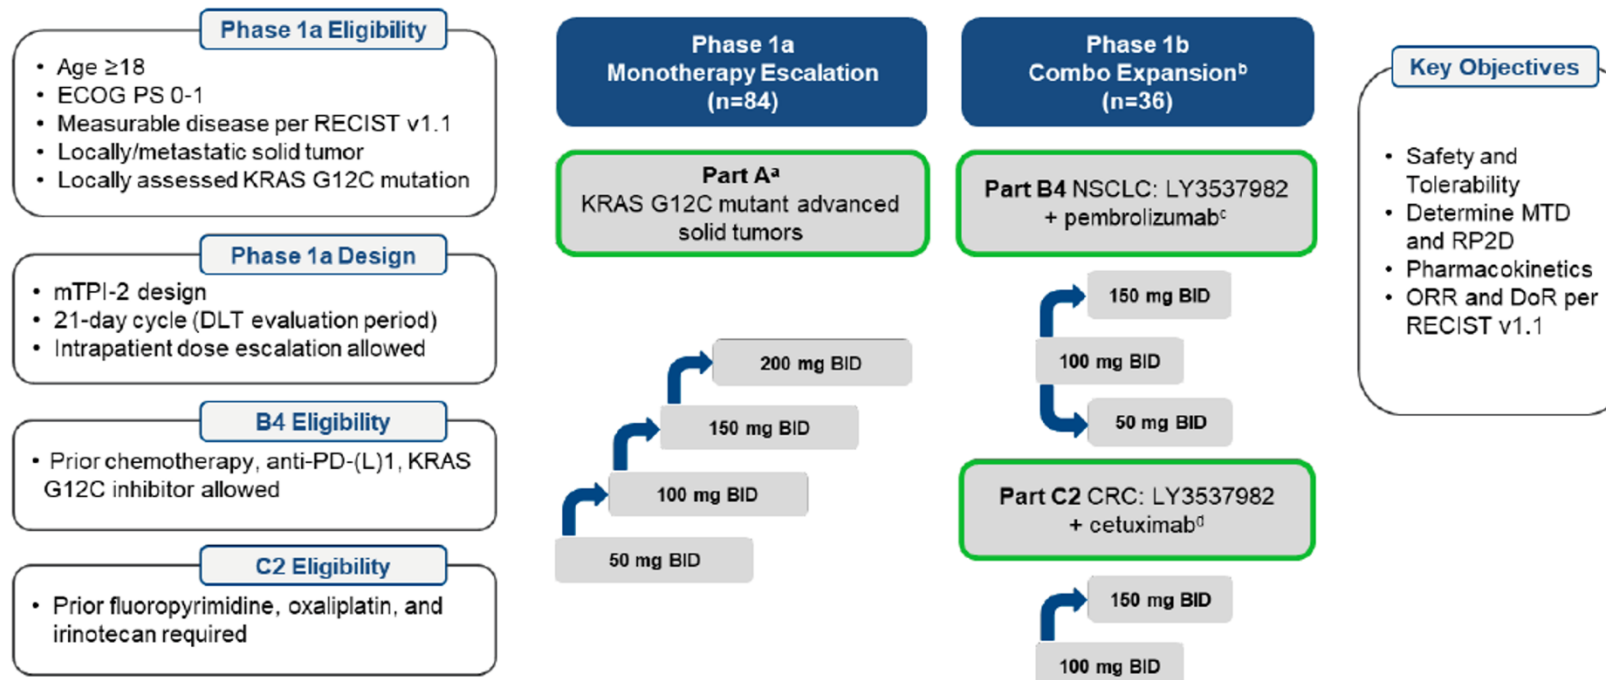 Phase 1a Eligibility
• Age ≥18
• ECOG PS 0-1
• Measurable disease per RECIST v1.1
• Locally/metastatic solid tumor
• Locally assessed KRAS G12C mutation
Phase 1a Design
• mTPI-2 design
• 21-day cycle (DLT evaluation period)
• Intrapatient dose escalation allowed
B4 Eligibility
• Prior chemotherapy, anti-PD-(L)1, KRAS
G12C inhibitor allowed
C2 Eligibility
• Prior fluoropyrimidine, oxaliplatin, and
irinotecan required
Phase 1a
Monotherapy Escalation
(n=84)
Part Aᵃ
KRAS G12C mutant advanced
solid tumors
200 mg BID
150 mg BID
100 mg BID
50 mg BID
Phase 1b
Combo Expansionᵇ
(n=36)
Part B4 NSCLC: LY3537982
+ pembrolizumabᶜ
150 mg BID
100 mg BID
50 mg BID
Part C2 CRC: LY3537982
+ cetuximabᵈ
150 mg BID
100 mg BID
Key Objectives
• Safety and
Tolerability
• Determine MTD
and RP2D
• Pharmacokinetics
• ORR and DoR per
RECIST v1.1